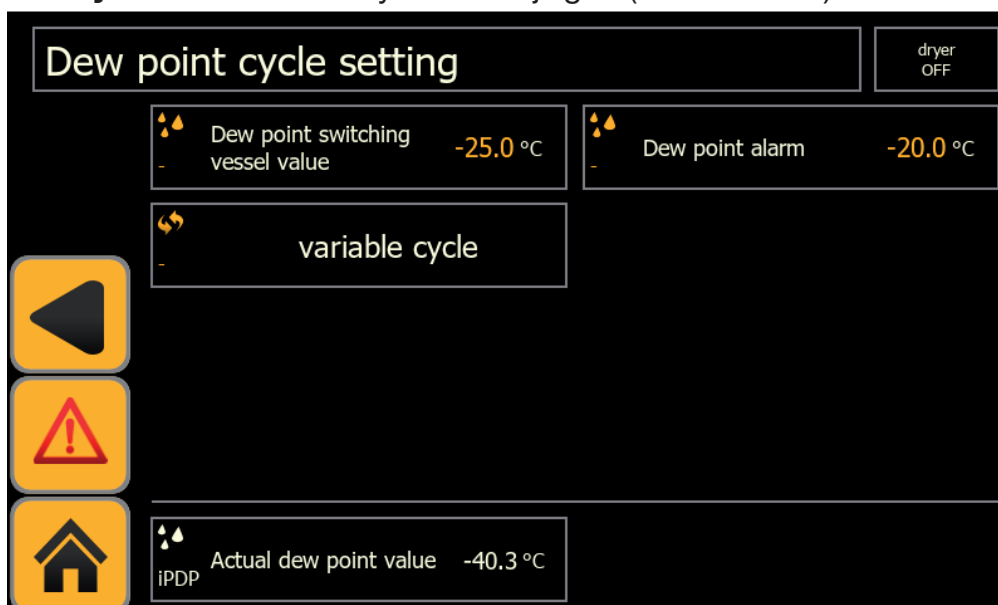 Dew point cycle setting
dryer
OFF
Dew point switching
vessel value
-25.0 °C
-
Dew point alarm
-20.0 °C
-
variable cycle
-
Actual dew point value
-40.3 °C
iPDP